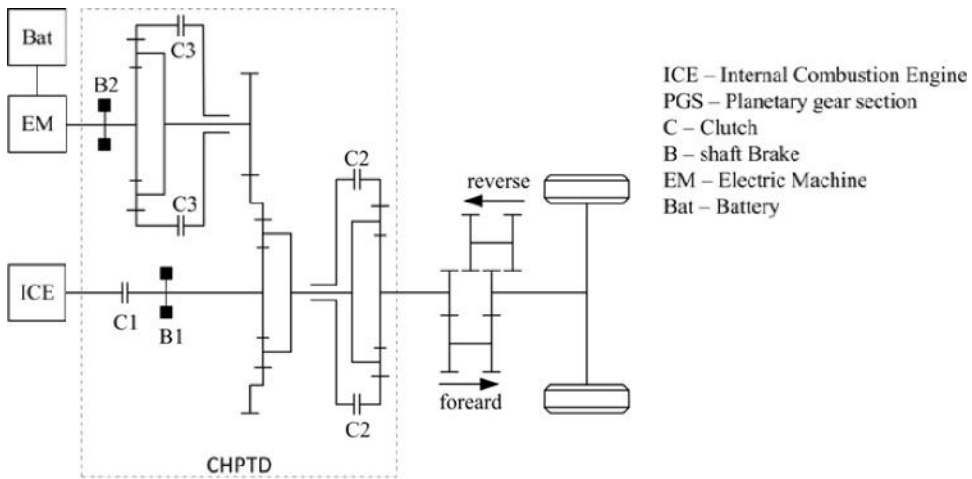 Bat
C3
B2
EM
C3
C2
reverse
ICE
C1
B1
foreard
C2
CHPTD
ICE – Internal Combustion Engine
PGS – Planetary gear section
C – Clutch
B – shaft Brake
EM – Electric Machine
Bat – Battery